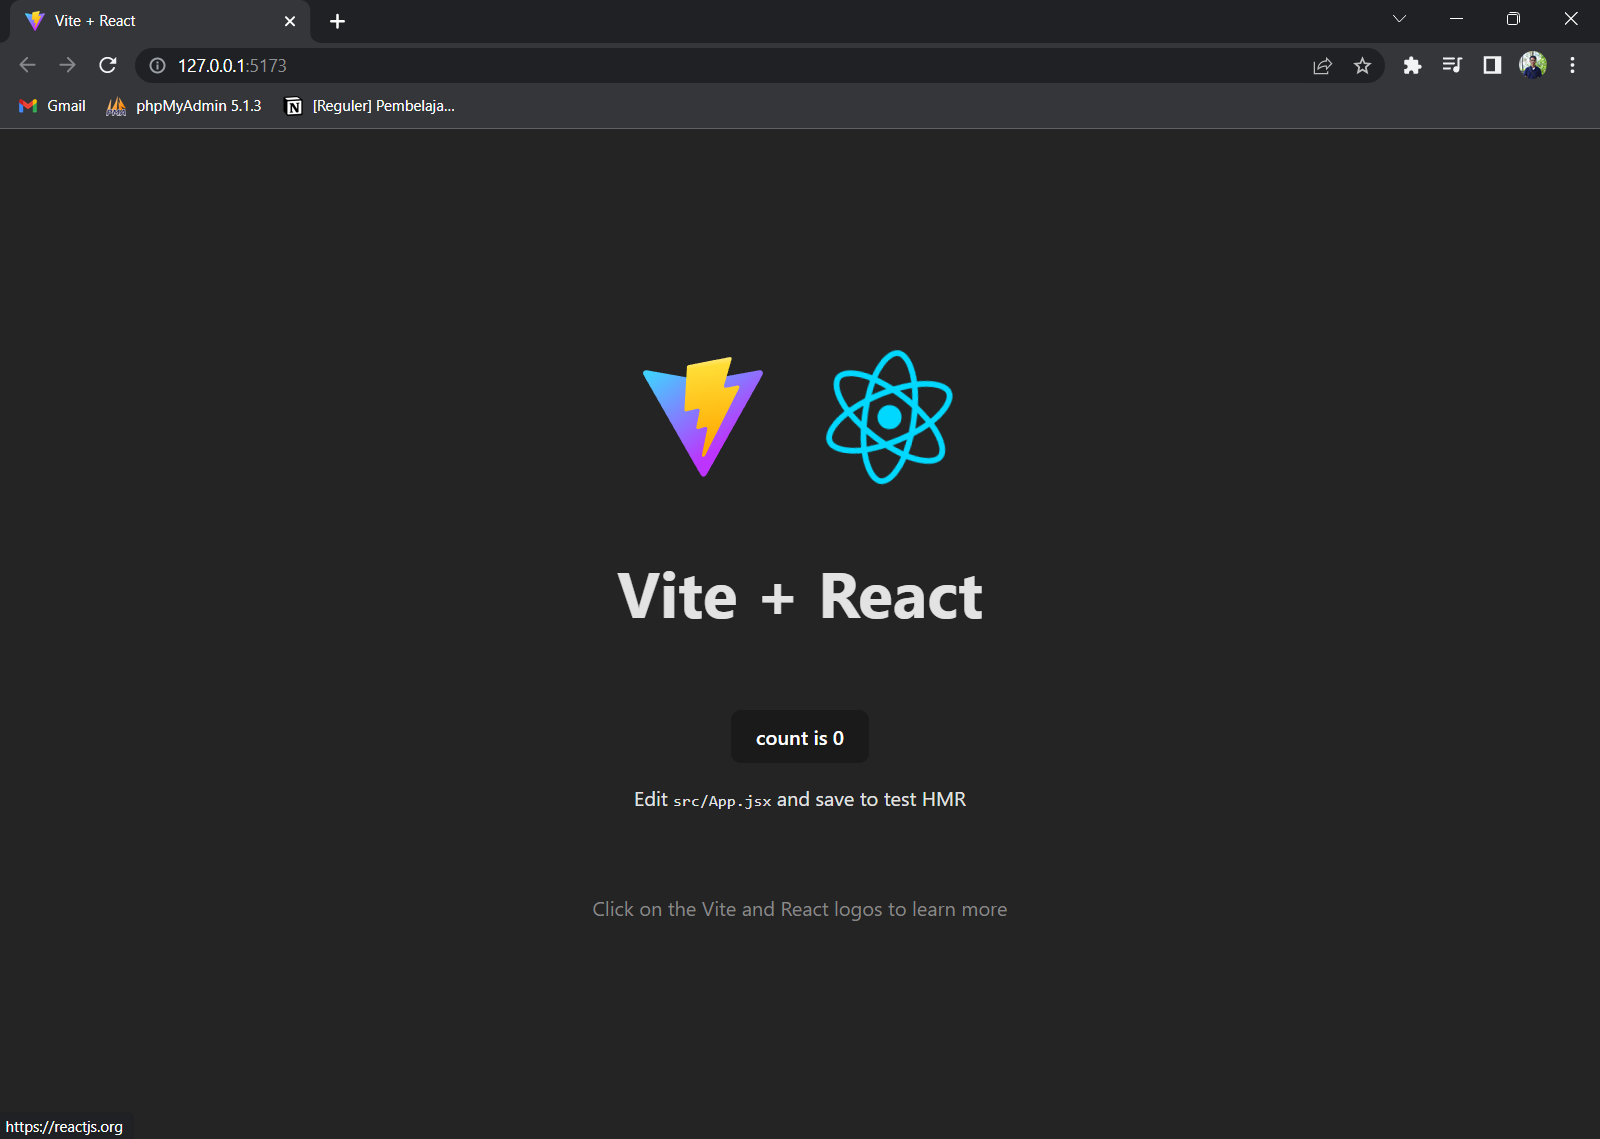 Vite + React
127.0.0.1:5173
Gmail phpMyAdmin 5.1.3 [Reguler] Pembelaja...
Vite + React
count is 0
Edit src/App.jsx and save to test HMR
Click on the Vite and React logos to learn more
https://reactjs.org